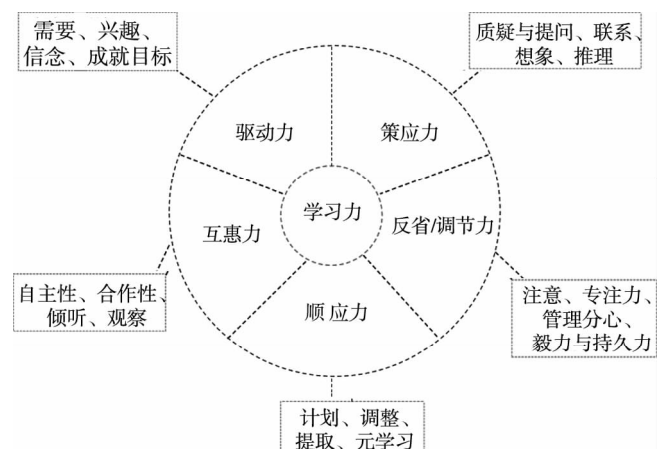 需要、兴趣、
信念、成就目标
质疑与提问、联系、
想象、推理
驱动力
策应力
学习力
互惠力
反省/调节力
顺应力
自主性、合作性、
倾听、观察
注意、专注力、
管理分心、
毅力与持久力
计划、调整、
提取、元学习